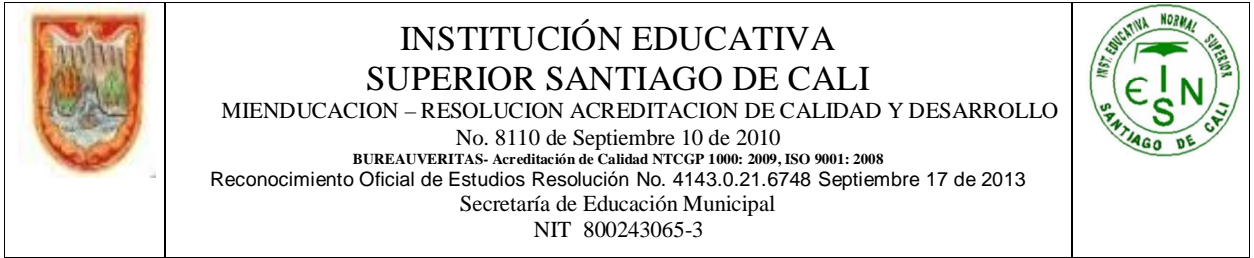 INSTITUCIÓN EDUCATIVA
SUPERIOR SANTIAGO DE CALI
MIENDUCACION – RESOLUCION ACREDITACION DE CALIDAD Y DESARROLLO
No. 8110 de Septiembre 10 de 2010
BUREAUVERITAS- Acreditación de Calidad NTCGP 1000: 2009, ISO 9001: 2008
Reconocimiento Oficial de Estudios Resolución No. 4143.0.21.6748 Septiembre 17 de 2013
Secretaría de Educación Municipal
NIT 800243065-3
INST. EDUCATIVA NORMAL SUPERIOR
EISN
SANTIAGO DE CALI